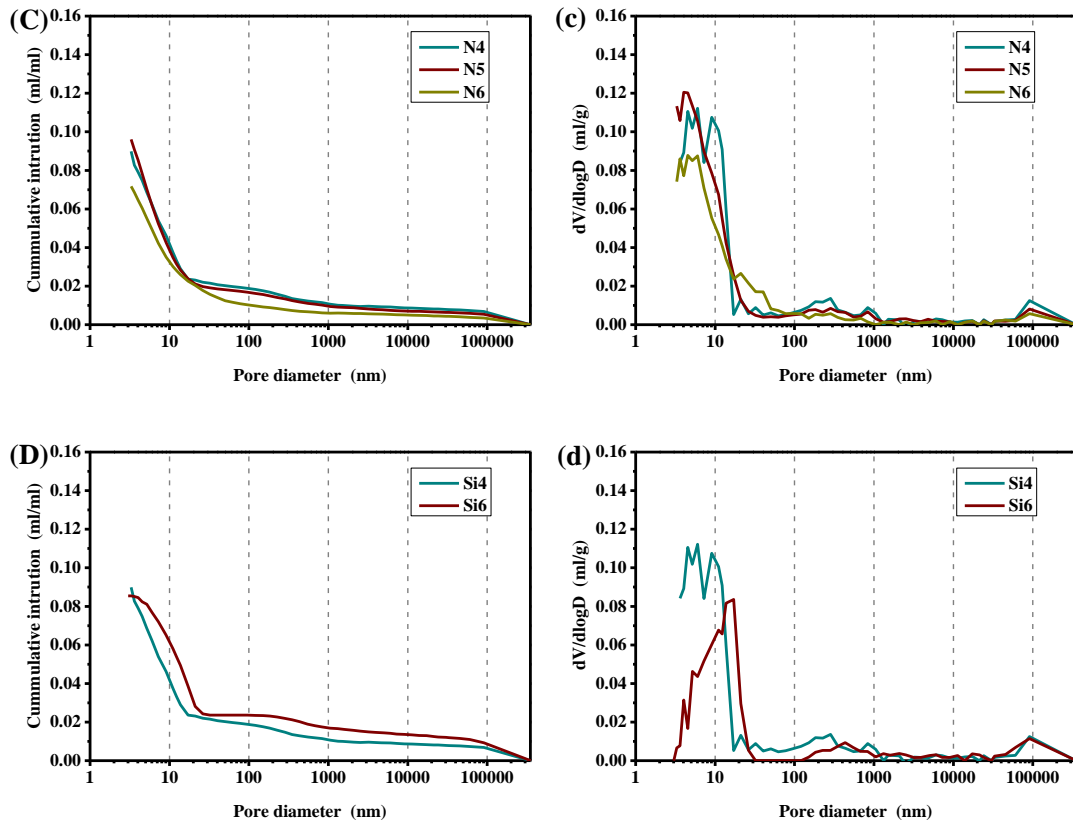 (C)
0.16
0.14
0.12
0.10
0.08
0.06
0.04
0.02
0.00
Cummulative intrution (ml/ml)
N4
N5
N6
1 10 100 1000 10000 100000
Pore diameter (nm)
(c)
0.16
0.14
0.12
0.10
0.08
0.06
0.04
0.02
0.00
dV/dlogD (ml/g)
N4
N5
N6
1 10 100 1000 10000 100000
Pore diameter (nm)
(D)
0.16
0.14
0.12
0.10
0.08
0.06
0.04
0.02
0.00
Cummulative intrution (ml/ml)
Si4
Si6
1 10 100 1000 10000 100000
Pore diameter (nm)
(d)
0.16
0.14
0.12
0.10
0.08
0.06
0.04
0.02
0.00
dV/dlogD (ml/g)
Si4
Si6
1 10 100 1000 10000 100000
Pore diameter (nm)